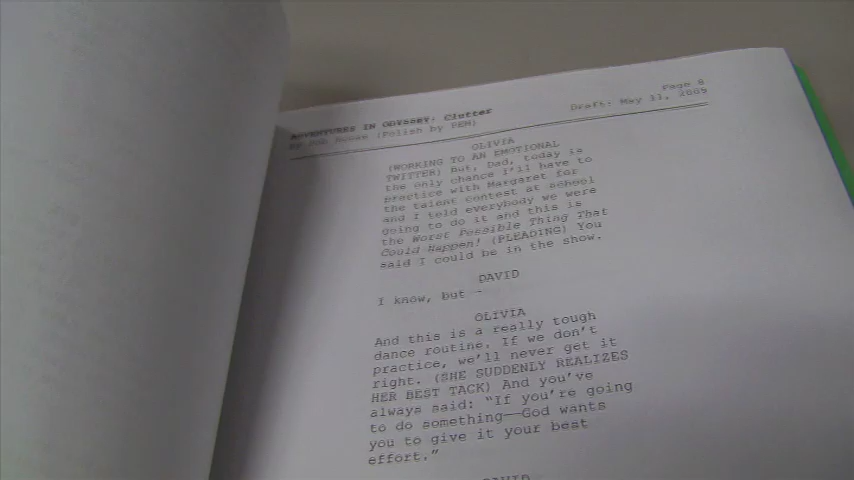 Page 8
ADVENTURES IN ODYSSEY: Clutter
Draft: May 11, 2009
(Polish by PEM)
OLIVIA
(WORKING TO AN EMOTIONAL
TWITTER) But, Dad, today is
the only chance I'll have to
practice with Margaret for
the talent contest at school
and I told everybody we were
going to do it and this is
the Worst Possible Thing That
Could Happen! (PLEADING) You
said I could be in the show.
DAVID
I know, but -
OLIVIA
And this is a really tough
dance routine. If we don't
practice, we'll never get it
right. (SHE SUDDENLY REALIZES
HER BEST TACK) And you've
always said: "If you're going
to do something——God wants
you to give it your best
effort."
DAVID